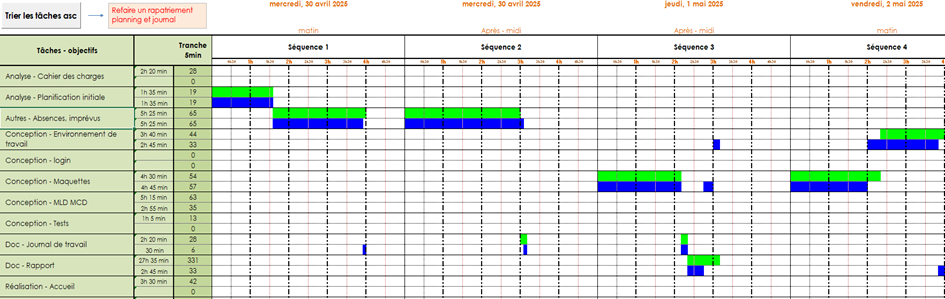 mercredi, 30 avril 2025 mercredi, 30 avril 2025 jeudi, 1 mai 2025 vendredi, 2 mai 2025
Trier les tâches asc
Refaire un rapatriement
planning et journal
matin Après - midi Après - midi matin
Tâches - objectifs
Tranche
5min
Séquence 1 Séquence 2 Séquence 3 Séquence 4
Analyse - Cahier des charges 2h 20 min 28
0
Analyse - Planification initiale 1h 35 min 19
1h 35 min 19
Autres - Absences, imprévus 5h 25 min 65
5h 25 min 65
Conception - Environnement de
travail
3h 40 min 44
2h 45 min 33
Conception - login 0
0
Conception - Maquettes 4h 30 min 54
4h 45 min 57
Conception - MLD MCD 5h 15 min 63
2h 55 min 35
Conception - Tests 1h 5 min 13
0
Doc - Journal de travail 2h 20 min 28
30 min 6
Doc - Rapport 27h 35 min 331
2h 45 min 33
Réalisation - Accueil 3h 30 min 42
0